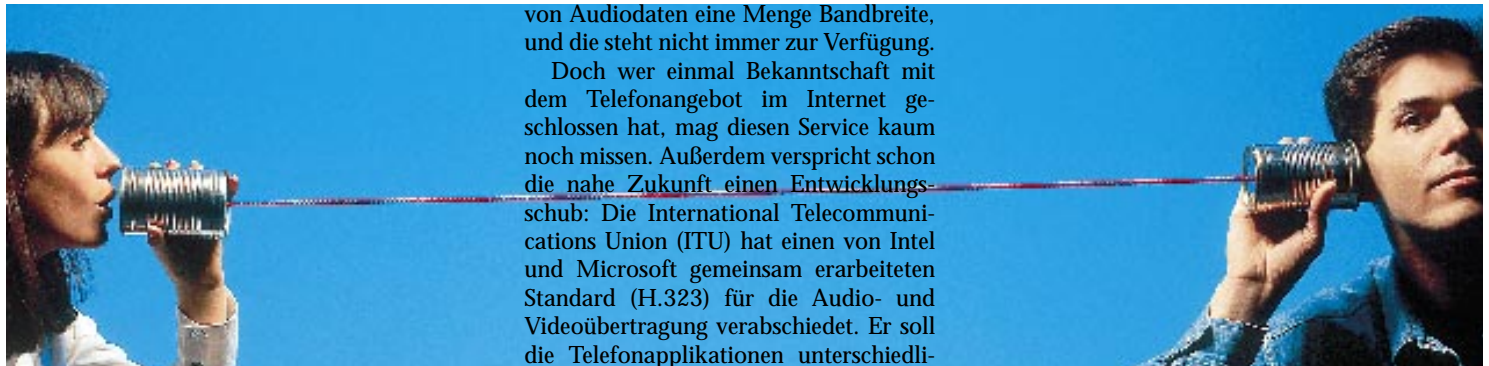 von Audiodaten eine Menge Bandbreite,
und die steht nicht immer zur Verfügung.
Doch wer einmal Bekanntschaft mit
dem Telefonangebot im Internet ge-
schlossen hat, mag diesen Service kaum
noch missen. Außerdem verspricht schon
die nahe Zukunft einen Entwicklungs-
schub: Die International Telecommuni-
cations Union (ITU) hat einen von Intel
und Microsoft gemeinsam erarbeiteten
Standard (H.323) für die Audio- und
Videoübertragung verabschiedet. Er soll
die Telefonapplikationen unterschiedli-